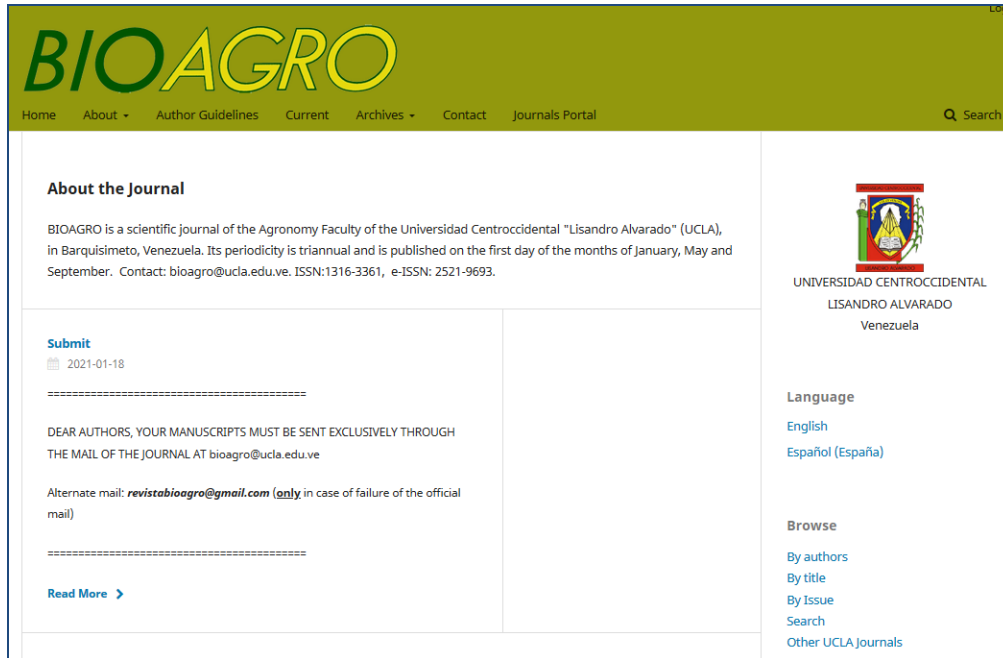 BIOAGRO
Home About Author Guidelines Current Archives Contact Journals Portal Search
About the Journal
BIOAGRO is a scientific journal of the Agronomy Faculty of the Universidad Centroccidental "Lisandro Alvarado" (UCLA),
in Barquisimeto, Venezuela. Its periodicity is triannual and is published on the first day of the months of January, May and
September. Contact: bioagro@ucla.edu.ve. ISSN:1316-3361, e-ISSN: 2521-9693.
Submit
2021-01-18
==========================================
DEAR AUTHORS, YOUR MANUSCRIPTS MUST BE SENT EXCLUSIVELY THROUGH
THE MAIL OF THE JOURNAL AT bioagro@ucla.edu.ve
Alternate mail: revistabioagro@gmail.com (only in case of failure of the official
mail)
==========================================
Read More
UNIVERSIDAD CENTROCCIDENTAL
LISANDRO ALVARADO
Venezuela
Language
English
Español (España)
Browse
By authors
By title
By Issue
Search
Other UCLA Journals